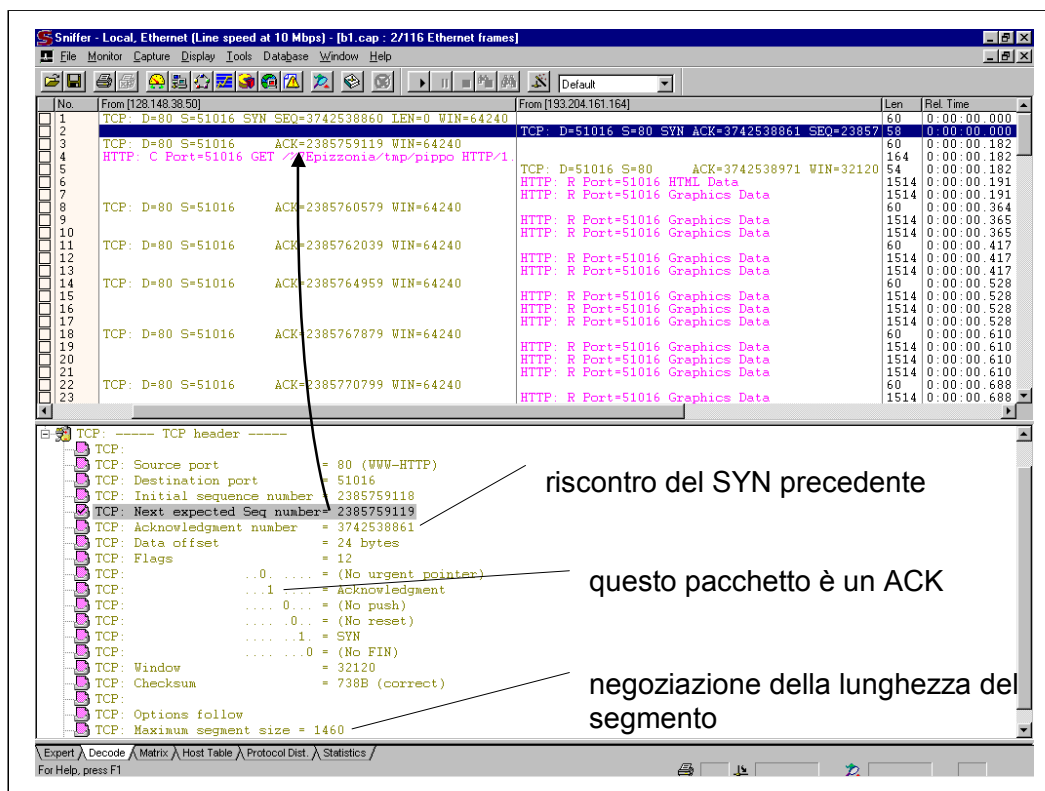 Sniffer - Local, Ethernet (Line speed at 10 Mbps) - [b1.cap : 2/116 Ethernet frames]
File Monitor Capture Display Tools Database Window Help
Default
No. From [128.148.38.50] From [193.204.161.164] Len Rel. Time
1 TCP: D=80 S=51016 SYN SEQ=3742538860 LEN=0 WIN=64240 60 0:00:00.000
2 TCP: D=51016 S=80 SYN ACK=3742538861 SEQ=23857 58 0:00:00.000
3 TCP: D=80 S=51016 ACK=2385759119 WIN=64240 60 0:00:00.182
4 HTTP: C Port=51016 GET /%7Epizzonia/tmp/pippo HTTP/1. 164 0:00:00.182
5 TCP: D=51016 S=80 ACK=3742538971 WIN=32120 54 0:00:00.182
6 HTTP: R Port=51016 HTML Data 1514 0:00:00.191
7 HTTP: R Port=51016 Graphics Data 1514 0:00:00.191
8 TCP: D=80 S=51016 ACK=2385760579 WIN=64240 60 0:00:00.364
9 HTTP: R Port=51016 Graphics Data 1514 0:00:00.365
10 HTTP: R Port=51016 Graphics Data 1514 0:00:00.365
11 TCP: D=80 S=51016 ACK=2385762039 WIN=64240 60 0:00:00.417
12 HTTP: R Port=51016 Graphics Data 1514 0:00:00.417
13 HTTP: R Port=51016 Graphics Data 1514 0:00:00.417
14 TCP: D=80 S=51016 ACK=2385764959 WIN=64240 60 0:00:00.528
15 HTTP: R Port=51016 Graphics Data 1514 0:00:00.528
16 HTTP: R Port=51016 Graphics Data 1514 0:00:00.528
17 HTTP: R Port=51016 Graphics Data 1514 0:00:00.528
18 TCP: D=80 S=51016 ACK=2385767879 WIN=64240 60 0:00:00.610
19 HTTP: R Port=51016 Graphics Data 1514 0:00:00.610
20 HTTP: R Port=51016 Graphics Data 1514 0:00:00.610
21 HTTP: R Port=51016 Graphics Data 1514 0:00:00.610
22 TCP: D=80 S=51016 ACK=2385770799 WIN=64240 60 0:00:00.688
23 HTTP: R Port=51016 Graphics Data 1514 0:00:00.688
TCP: ----- TCP header -----
TCP:
TCP: Source port = 80 (WWW-HTTP)
TCP: Destination port = 51016
TCP: Initial sequence number = 2385759118
TCP: Next expected Seq number= 2385759119
TCP: Acknowledgment number = 3742538861
TCP: Data offset = 24 bytes
TCP: Flags = 12
TCP: ..0. .... = (No urgent pointer)
TCP: ...1 .... = Acknowledgment
TCP: .... 0... = (No push)
TCP: .... .0.. = (No reset)
TCP: .... ..1. = SYN
TCP: .... ...0 = (No FIN)
TCP: Window = 32120
TCP: Checksum = 738B (correct)
TCP:
TCP: Options follow
TCP: Maximum segment size = 1460
riscontro del SYN precedente
questo pacchetto è un ACK
negoziazione della lunghezza del
segmento
Expert Decode Matrix Host Table Protocol Dist. Statistics
For Help, press F1